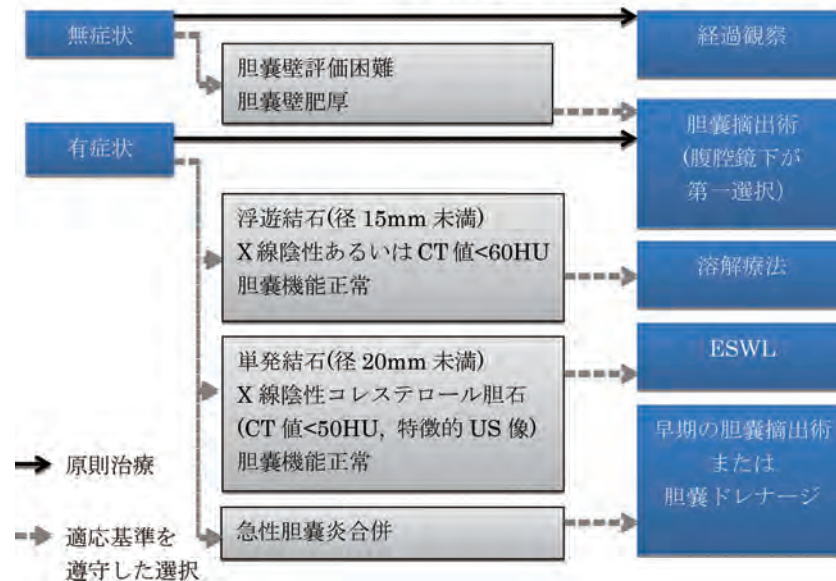 無症状
経過観察
胆嚢壁評価困難
胆嚢壁肥厚
有症状
胆嚢摘出術
(腹腔鏡下が
第一選択)
浮遊結石(径 15mm 未満)
X 線陰性あるいは CT 値<60HU
胆嚢機能正常
溶解療法
単発結石(径 20mm 未満)
X 線陰性コレステロール胆石
(CT 値<50HU, 特徴的 US 像)
胆嚢機能正常
ESWL
急性胆嚢炎合併
早期の胆嚢摘出術
または
胆嚢ドレナージ
原則治療
適応基準を
遵守した選択